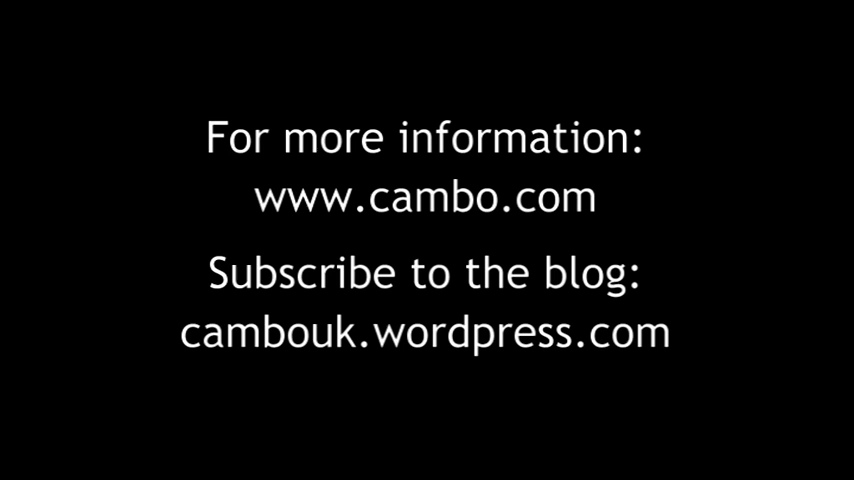 For more information:
www.cambo.com
Subscribe to the blog:
cambouk.wordpress.com